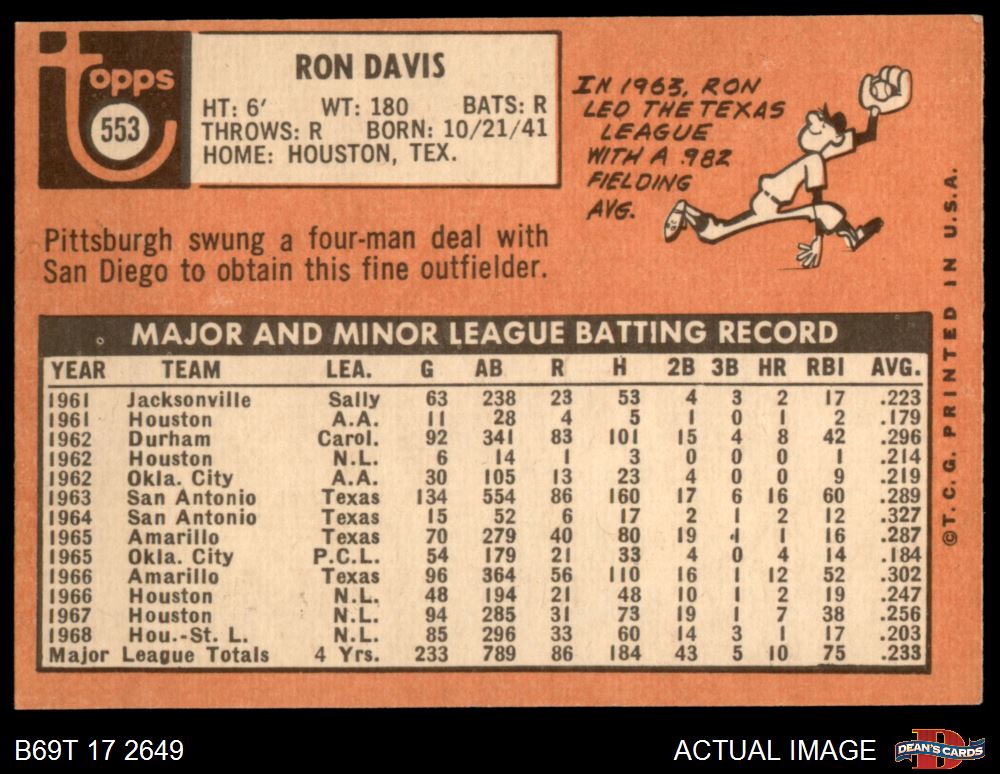 topps
553
RON DAVIS
HT: 6' WT: 180 BATS: R
THROWS: R BORN: 10/21/41
HOME: HOUSTON, TEX.
IN 1963, RON
LED THE TEXAS
LEAGUE
WITH A .982
FIELDING
AVG.
Pittsburgh swung a four-man deal with
San Diego to obtain this fine outfielder.
MAJOR AND MINOR LEAGUE BATTING RECORD
YEAR TEAM LEA. G AB R H 2B 3B HR RBI AVG.
1961 Jacksonville Sally 63 238 23 53 4 3 2 17 .223
1961 Houston A.A. 11 28 4 5 1 0 1 2 .179
1962 Durham Carol. 92 341 83 101 15 4 8 42 .296
1962 Houston N.L. 6 14 1 3 0 0 0 1 .214
1962 Okla. City A.A. 30 105 13 23 4 0 0 9 .219
1963 San Antonio Texas 134 554 86 160 17 6 16 60 .289
1964 San Antonio Texas 15 52 6 17 2 1 2 12 .327
1965 Amarillo Texas 70 279 40 80 19 1 1 16 .287
1965 Okla. City P.C.L. 54 179 21 33 4 0 4 14 .184
1966 Amarillo Texas 96 364 56 110 16 1 12 52 .302
1966 Houston N.L. 48 194 21 48 10 1 2 19 .247
1967 Houston N.L. 94 285 31 73 19 1 7 38 .256
1968 Hou.-St. L. N.L. 85 296 33 60 14 3 1 17 .203
Major League Totals 4 Yrs. 233 789 86 184 43 5 10 75 .233
©T. C. G. PRINTED IN U.S.A.
B69T 17 2649
ACTUAL IMAGE
D
DEAN'S CARDS